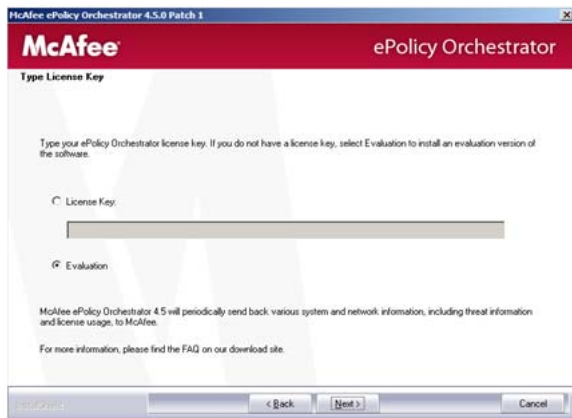 McAfee ePolicy Orchestrator 4.5.0 Patch 1
McAfee
ePolicy Orchestrator
Type License Key
Type your ePolicy Orchestrator license key. If you do not have a license key, select Evaluation to install an evaluation version of
the software.
License Key:
Evaluation
McAfee ePolicy Orchestrator 4.5 will periodically send back various system and network information, including threat information
and license usage, to McAfee.
For more information, please find the FAQ on our download site.
InstallShield
< Back
Next >
Cancel